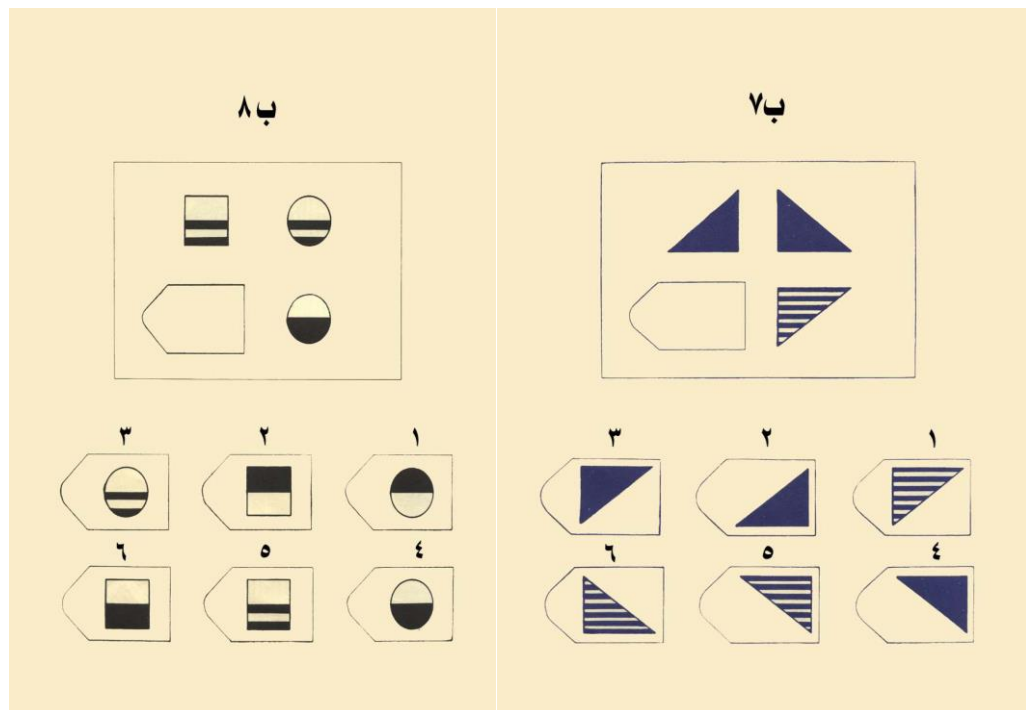 ب٧
١ ٢ ٣
٤ ٥ ٦
ب٨
١ ٢ ٣
٤ ٥ ٦